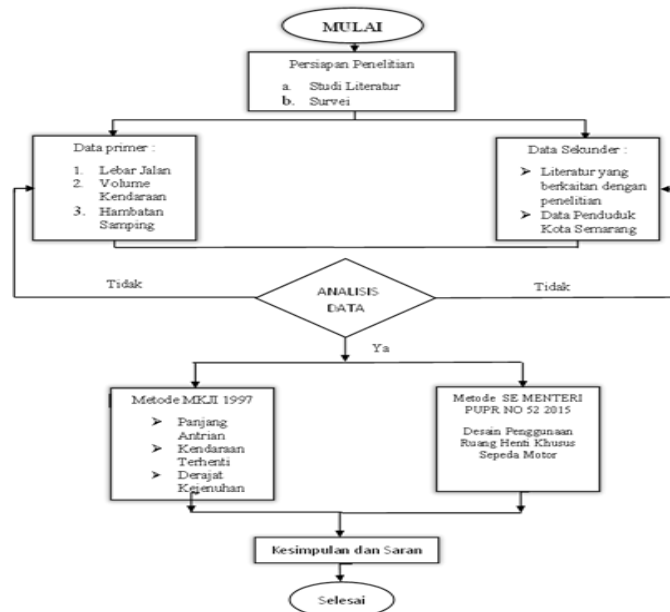 MULAI
Persiapan Penelitian
a. Studi Literatur
b. Survei
Data primer :
1. Lebar Jalan
2. Volume
Kendaraan
3. Hambatan
Samping
Data Sekunder :
➤ Literatur yang
berkaitan dengan
penelitian
➤ Data Penduduk
Kota Semarang
Tidak
ANALISIS
DATA
Tidak
Ya
Metode MKJI 1997
➤ Panjang
Antrian
➤ Kendaraan
Terhenti
➤ Derajat
Kejenuhan
Metode SE MENTERI
PUPR NO 52 2015
Desain Penggunaan
Ruang Henti Khusus
Sepeda Motor
Kesimpulan dan Saran
Selesai